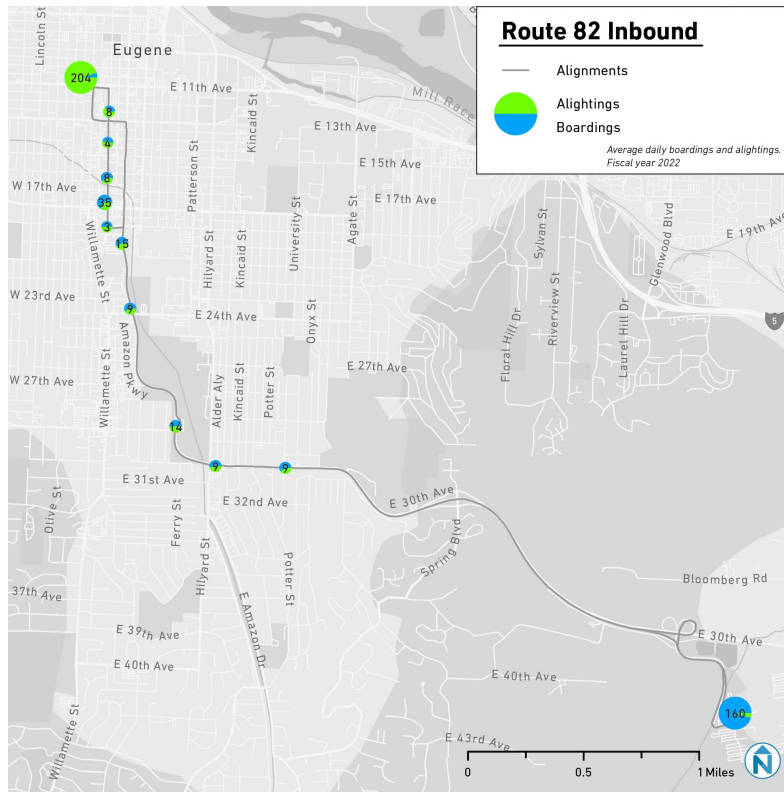 Route 82 Inbound
Alignments
Alightings
Boardings
Average daily boardings and alightings.
Fiscal year 2022
Lincoln St
Eugene
204
E 11th Ave
Mill Race
8
Kincaid St
E 13th Ave
4
Patterson St
E 15th Ave
8
W 17th Ave
E 17th Ave
35
Agate St
University St
3
15
Willamette St
Hilyard St
Kincaid St
Sylvan St
Glenwood Blvd
E 19th Ave
W 23rd Ave
9
E 24th Ave
Onyx St
Floral Hill Dr
Riverview St
Laurel Hill Dr
5
Amazon Pkwy
E 27th Ave
W 27th Ave
Willamette St
Alder Aly
Kincaid St
Potter St
14
9
9
E 31st Ave
E 32nd Ave
E 30th Ave
Olive St
Ferry St
Hilyard St
Potter St
Spring Blvd
Bloomberg Rd
37th Ave
E Amazon Dr
E 39th Ave
E 30th Ave
E 40th Ave
E 40th Ave
160
Willamette St
E 43rd Ave
0
0.5
1 Miles
N